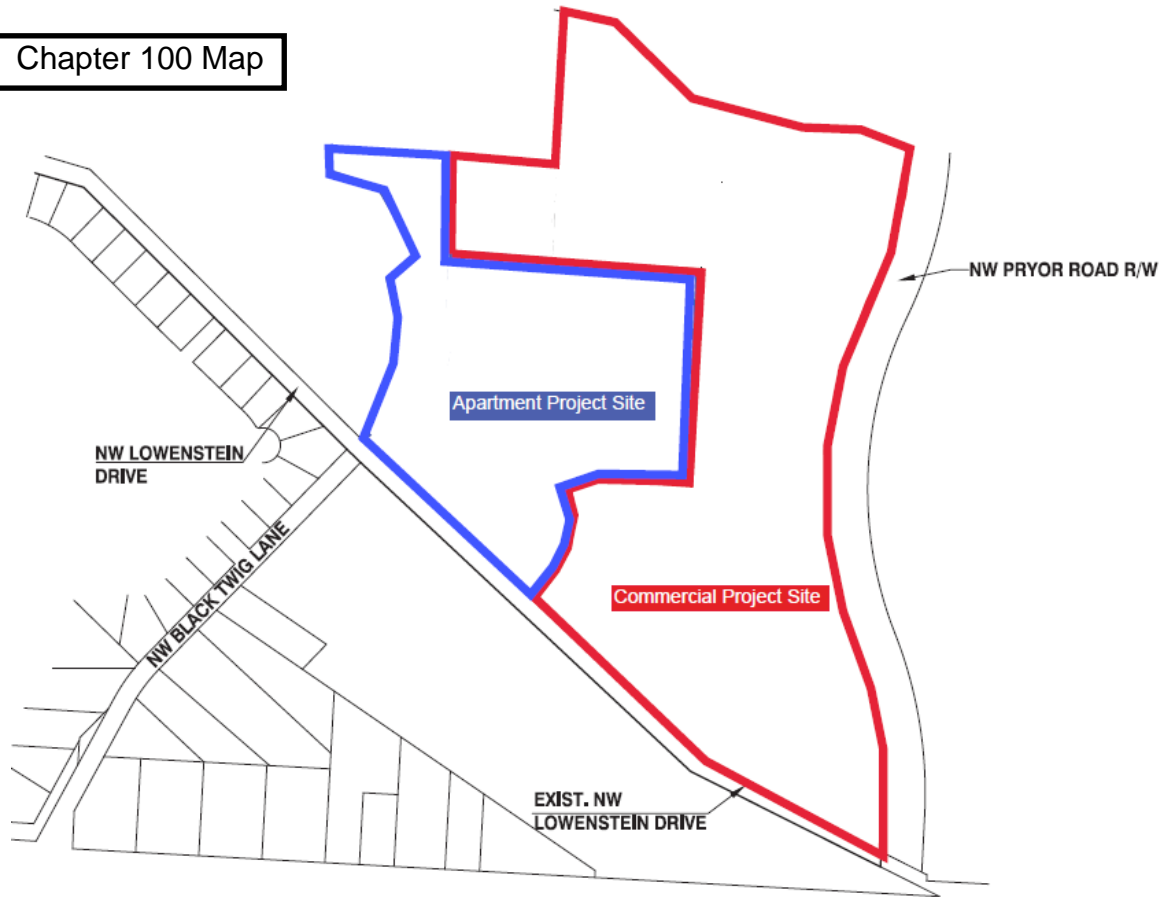 Chapter 100 Map
NW PRYOR ROAD R/W
Apartment Project Site
NW LOWENSTEIN
DRIVE
NW BLACK TWIG LANE
Commercial Project Site
EXIST. NW
LOWENSTEIN DRIVE